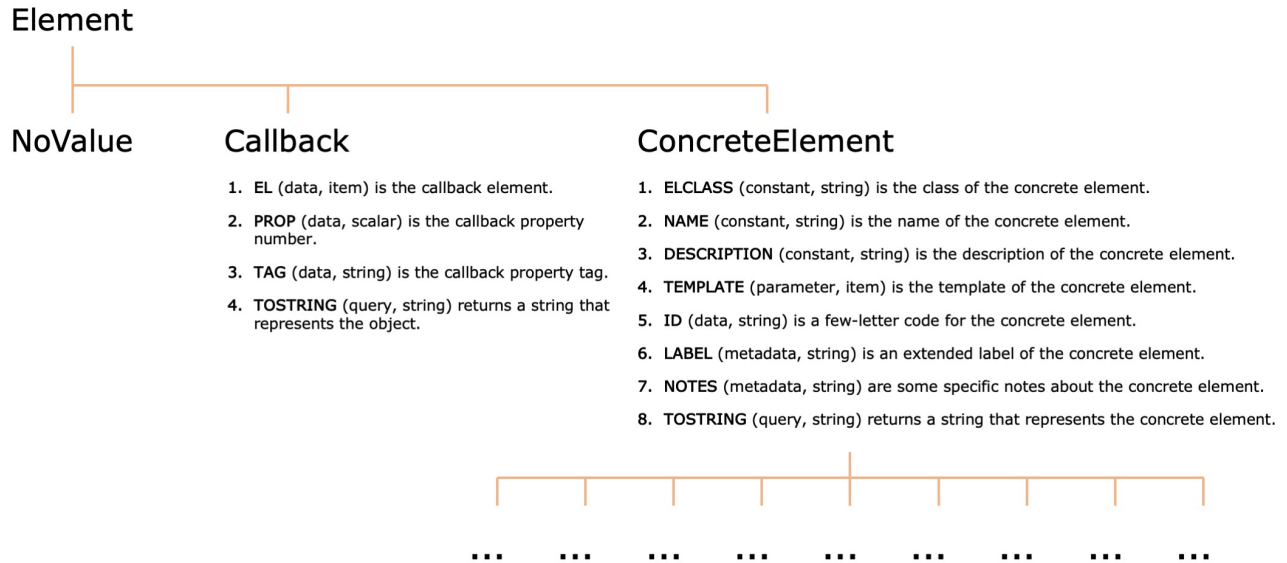 Element
NoValue
Callback
1. EL (data, item) is the callback element.
2. PROP (data, scalar) is the callback property
number.
3. TAG (data, string) is the callback property tag.
4. TOSTRING (query, string) returns a string that
represents the object.
ConcreteElement
1. ELCLASS (constant, string) is the class of the concrete element.
2. NAME (constant, string) is the name of the concrete element.
3. DESCRIPTION (constant, string) is the description of the concrete element.
4. TEMPLATE (parameter, item) is the template of the concrete element.
5. ID (data, string) is a few-letter code for the concrete element.
6. LABEL (metadata, string) is an extended label of the concrete element.
7. NOTES (metadata, string) are some specific notes about the concrete element.
8. TOSTRING (query, string) returns a string that represents the concrete element.
... ... ... ... ... ... ... ... ...